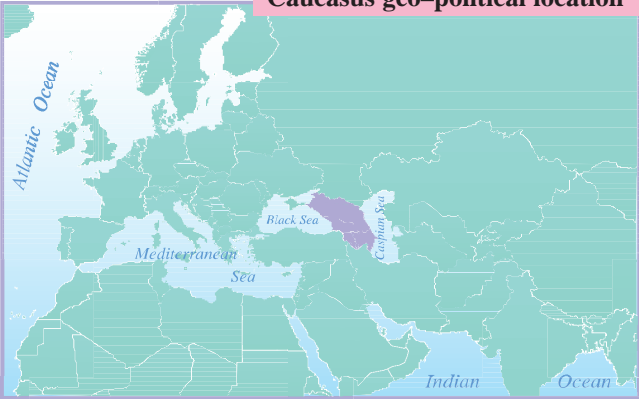 Caucasus geo–political location
Atlantic Ocean
Black Sea
Caspian Sea
Mediterranean
Sea
Indian Ocean